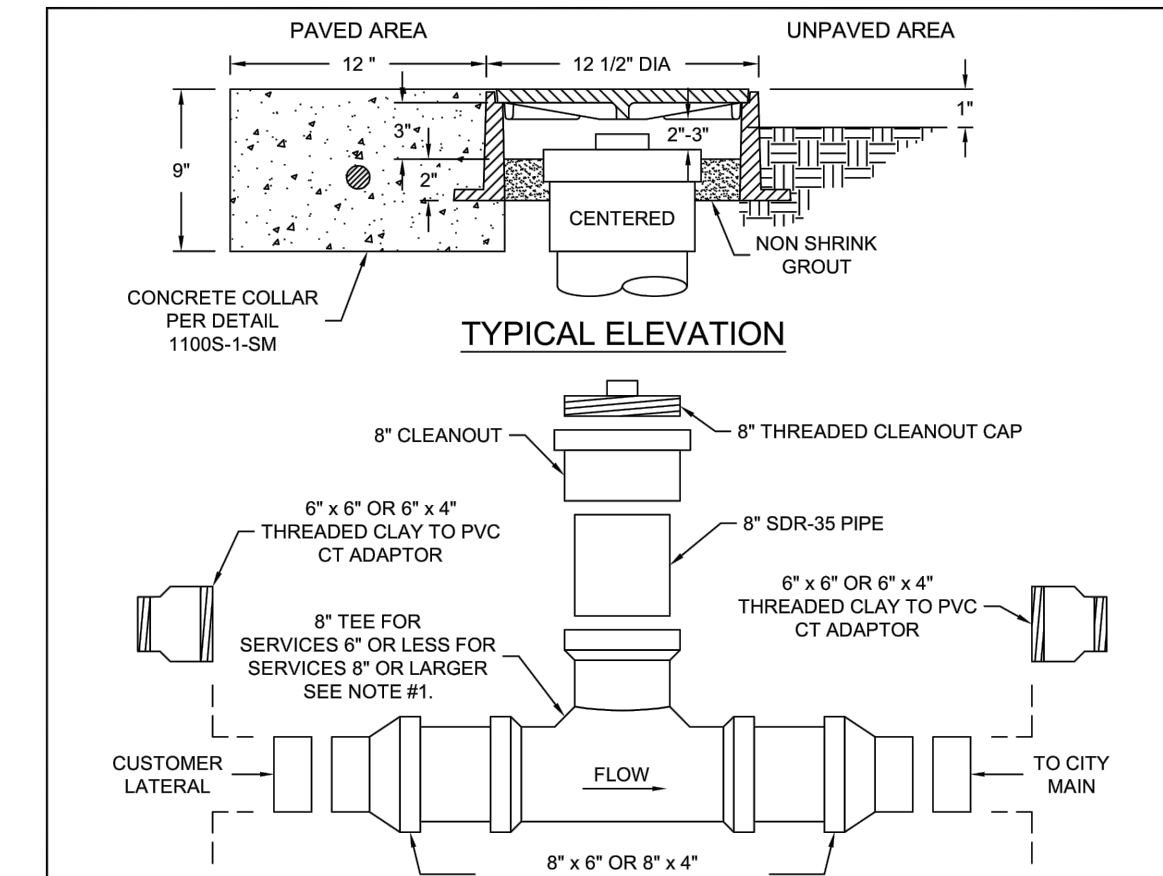 PAVED AREA
UNPAVED AREA
12 "
12 1/2" DIA
1"
3"
2"-3"
9"
2"
CENTERED
NON SHRINK
GROUT
CONCRETE COLLAR
PER DETAIL
1100S-1-SM
TYPICAL ELEVATION
8" CLEANOUT
8" THREADED CLEANOUT CAP
6" x 6" OR 6" x 4"
THREADED CLAY TO PVC
CT ADAPTOR
8" SDR-35 PIPE
6" x 6" OR 6" x 4"
THREADED CLAY TO PVC
CT ADAPTOR
8" TEE FOR
SERVICES 6" OR LESS FOR
SERVICES 8" OR LARGER
SEE NOTE #1.
CUSTOMER
LATERAL
FLOW
TO CITY
MAIN
8" x 6" OR 8" x 4"